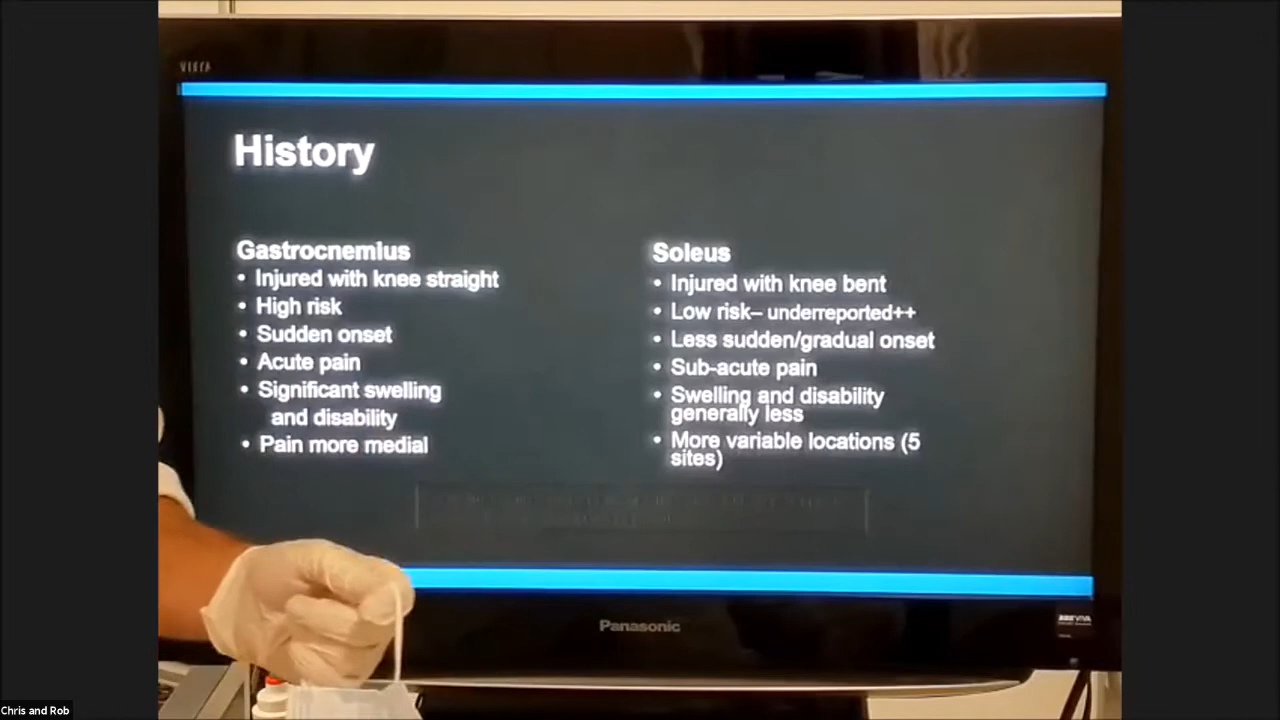 VIERA
History
Gastrocnemius
• Injured with knee straight
• High risk
• Sudden onset
• Acute pain
• Significant swelling
and disability
• Pain more medial
Soleus
• Injured with knee bent
• Low risk– underreported++
• Less sudden/gradual onset
• Sub-acute pain
• Swelling and disability
generally less
• More variable locations (5
sites)
Panasonic
Chris and Rob